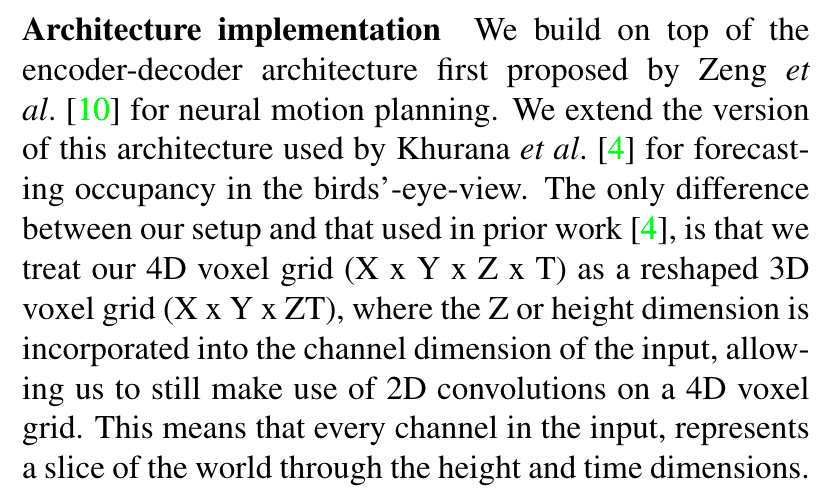 Architecture implementation We build on top of the
encoder-decoder architecture first proposed by Zeng et
al. [10] for neural motion planning. We extend the version
of this architecture used by Khurana et al. [4] for forecast-
ing occupancy in the birds'-eye-view. The only difference
between our setup and that used in prior work [4], is that we
treat our 4D voxel grid (X x Y x Z x T) as a reshaped 3D
voxel grid (X x Y x ZT), where the Z or height dimension is
incorporated into the channel dimension of the input, allow-
ing us to still make use of 2D convolutions on a 4D voxel
grid. This means that every channel in the input, represents
a slice of the world through the height and time dimensions.